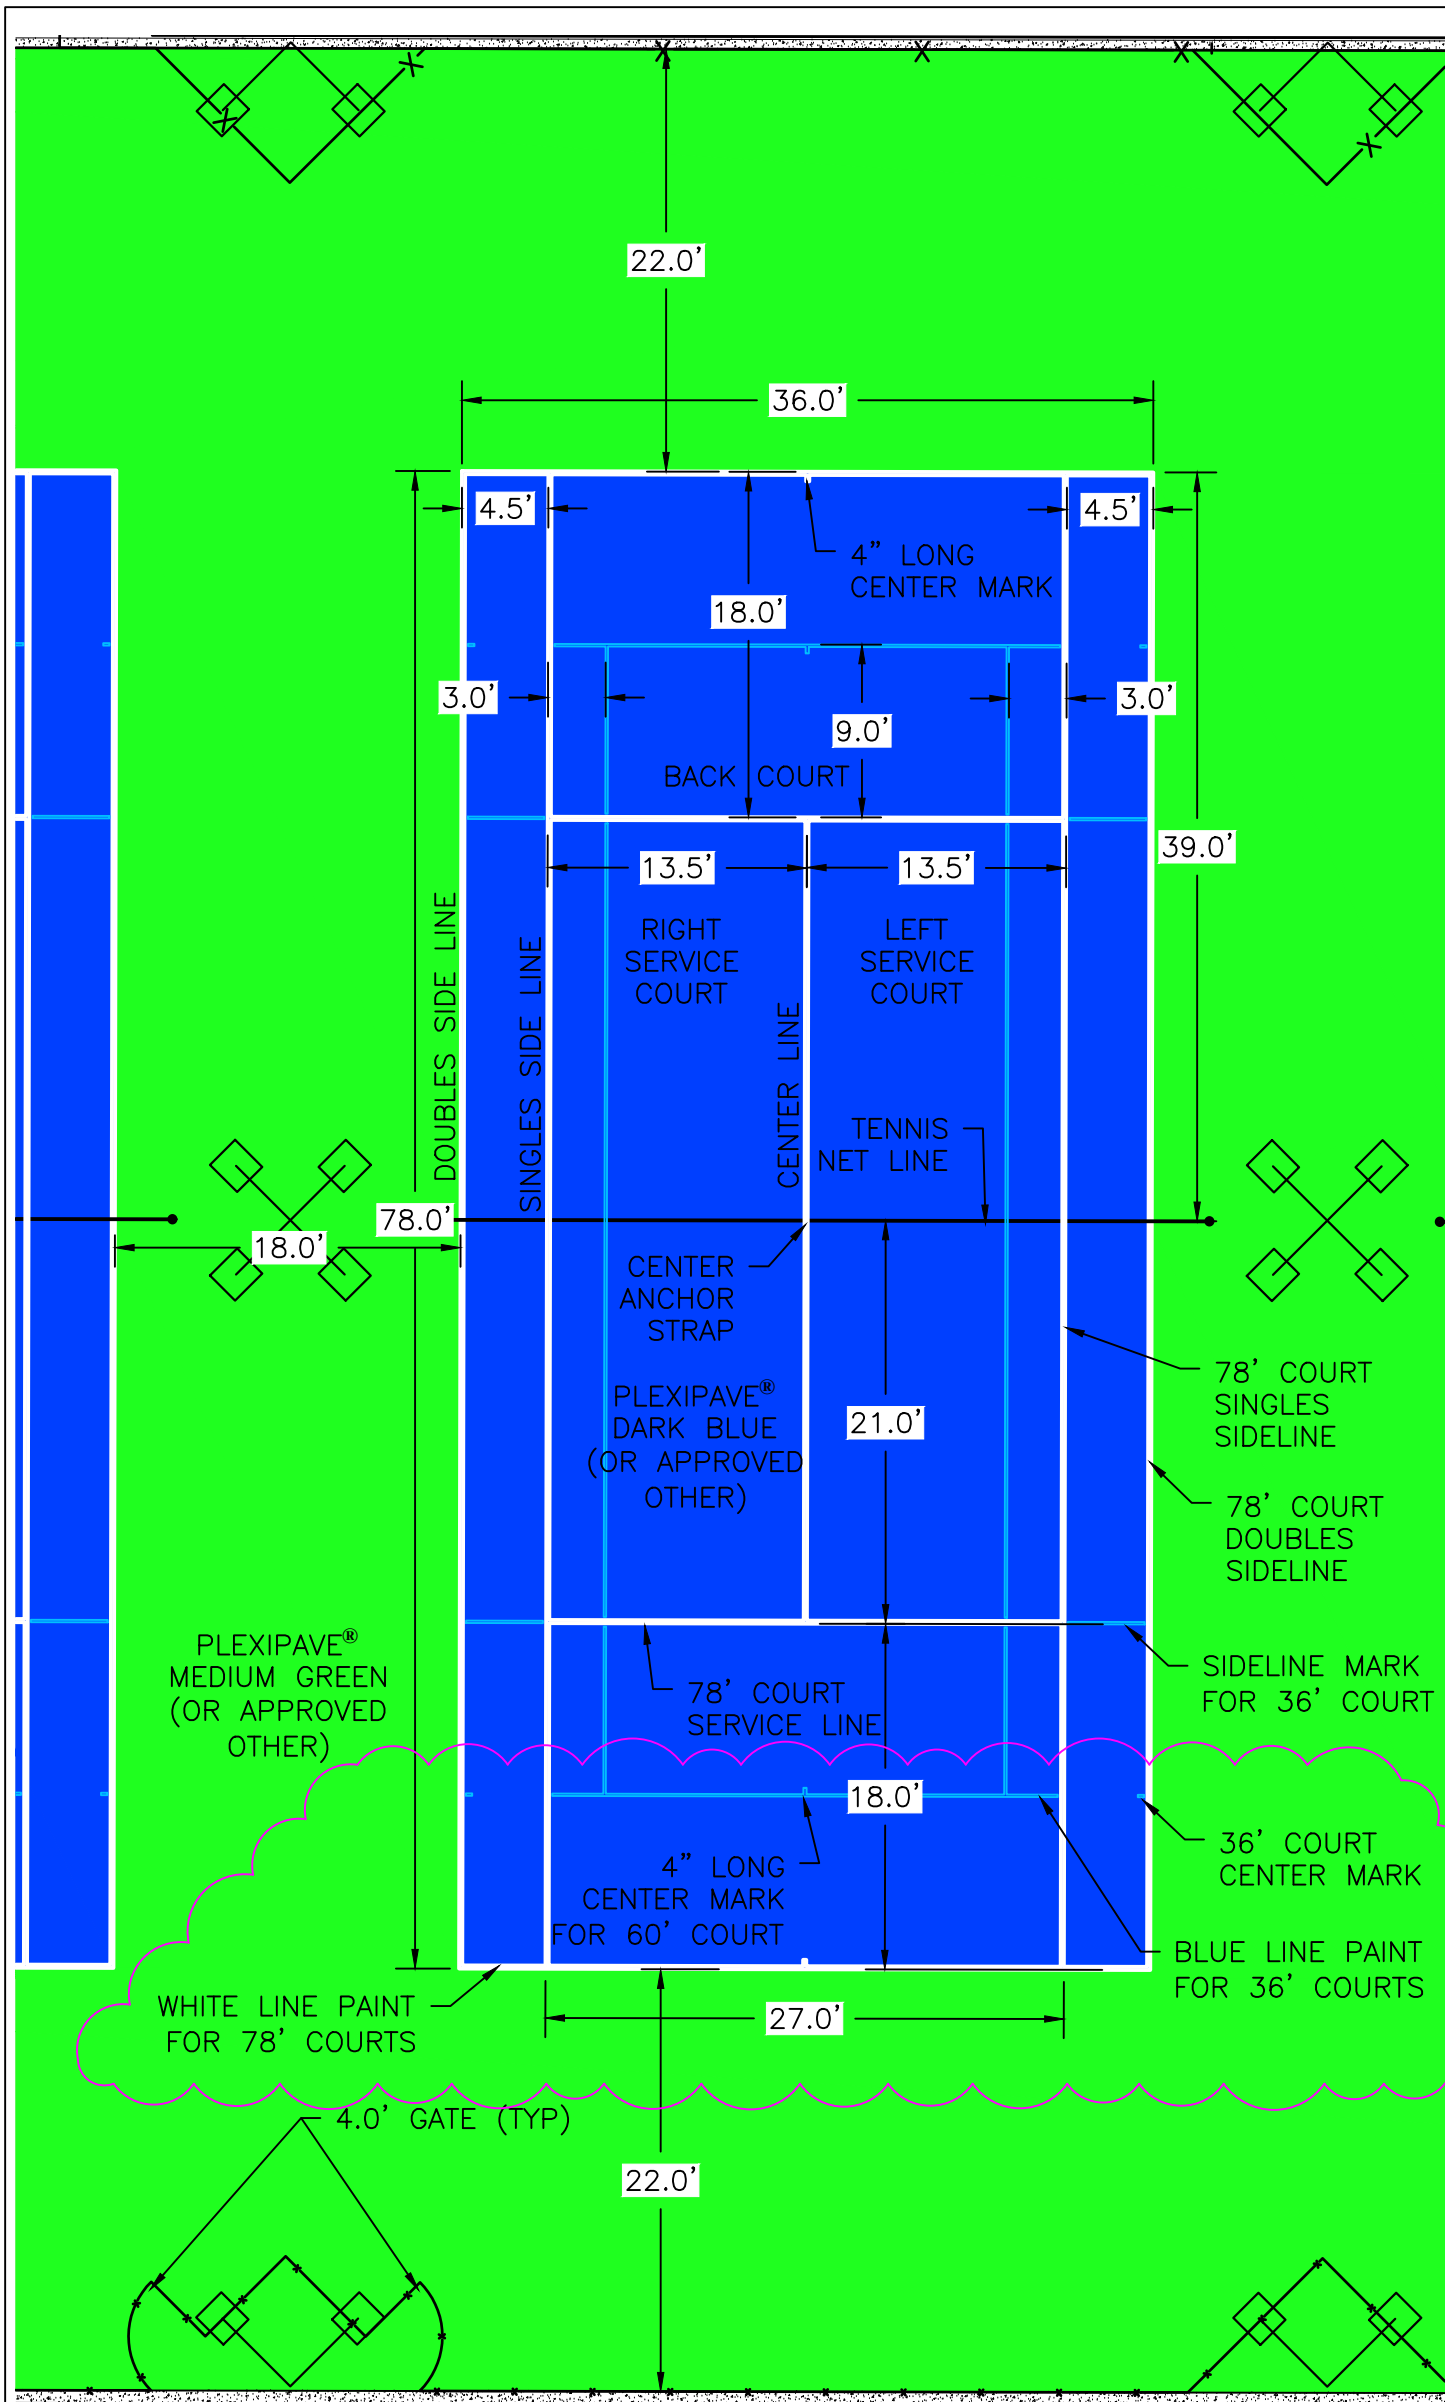 22.0'
36.0'
4.5'
4.5'
4” LONG
CENTER MARK
18.0'
3.0'
3.0'
9.0'
BACK COURT
39.0'
13.5'
13.5'
RIGHT
SERVICE
COURT
LEFT
SERVICE
COURT
DOUBLES SIDE LINE
SINGLES SIDE LINE
CENTER LINE
TENNIS
NET LINE
78.0'
18.0'
CENTER
ANCHOR
STRAP
78' COURT
SINGLES
SIDELINE
PLEXIPAVE®
DARK BLUE
(OR APPROVED
OTHER)
21.0'
78' COURT
DOUBLES
SIDELINE
PLEXIPAVE®
MEDIUM GREEN
(OR APPROVED
OTHER)
78' COURT
SERVICE LINE
SIDELINE MARK
FOR 36' COURT
18.0'
36' COURT
CENTER MARK
4” LONG
CENTER MARK
FOR 60' COURT
BLUE LINE PAINT
FOR 36' COURTS
WHITE LINE PAINT
FOR 78' COURTS
27.0'
4.0' GATE (TYP)
22.0'